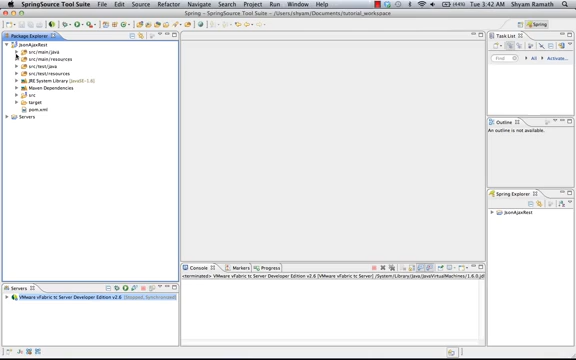 SpringSource Tool Suite File Edit Navigate Search Project Run Window Help Tue 3:42 AM Shyam Ramath
Spring - SpringSource Tool Suite - /Users/shyam/Documents/tutorial_workspace
Spring
Package Explorer
JsonAjaxRest
src/main/java
src/main/resources
src/test/java
src/test/resources
JRE System Library [JavaSE-1.6]
Maven Dependencies
src
target
pom.xml
Servers
Task List
Find All Activate...
Outline
An outline is not available.
Spring Explorer
JsonAjaxRest
Console Markers Progress
<terminated> VMware vFabric tc Server Developer Edition v2.6 [VMware vFabric tc Server] /System/Library/Java/JavaVirtualMachines/1.6.0.jd
Servers
VMware vFabric tc Server Developer Edition v2.6 [Stopped, Synchronized]